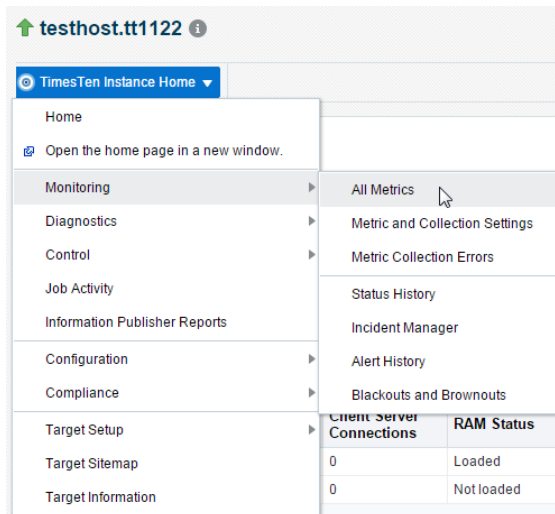 testhost.tt1122
TimesTen Instance Home
Home
Open the home page in a new window.
Monitoring
Diagnostics
Control
Job Activity
Information Publisher Reports
Configuration
Compliance
Target Setup
Target Sitemap
Target Information
All Metrics
Metric and Collection Settings
Metric Collection Errors
Status History
Incident Manager
Alert History
Blackouts and Brownouts
Client Server
Connections
RAM Status
0
Loaded
0
Not loaded